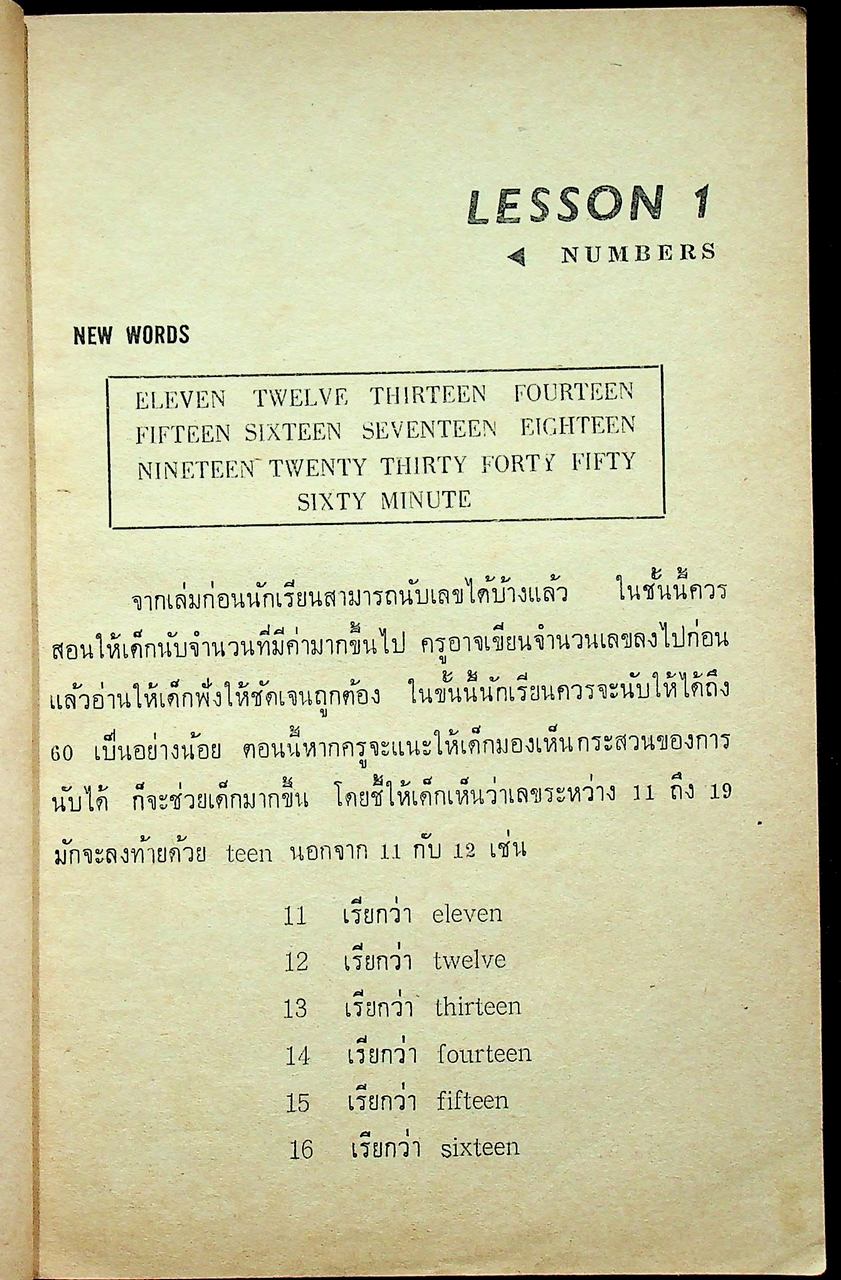 LESSON 1
◀ NUMBERS
NEW WORDS
ELEVEN TWELVE THIRTEEN FOURTEEN
FIFTEEN SIXTEEN SEVENTEEN EIGHTEEN
NINETEEN TWENTY THIRTY FORTY FIFTY
SIXTY MINUTE
จากเล่มก่อนนักเรียนสามารถนับเลขได้บ้างแล้ว ในชั้นนี้ควร
สอนให้เด็กนับจำนวนที่มีค่ามากขึ้นไป ครูอาจเขียนจำนวนเลขลงไปก่อน
แล้วอ่านให้เด็กฟังให้ชัดเจนถูกต้อง ในขั้นนี้นักเรียนควรจะนับให้ได้ถึง
60 เป็นอย่างน้อย ตอนนี้หากครูจะแนะให้เด็กมองเห็นกระสวนของการ
นับได้ ก็จะช่วยเด็กมากขึ้น โดยชี้ให้เด็กเห็นว่าเลขระหว่าง 11 ถึง 19
มักจะลงท้ายด้วย teen นอกจาก 11 กับ 12 เช่น
11 เรียกว่า eleven
12 เรียกว่า twelve
13 เรียกว่า thirteen
14 เรียกว่า fourteen
15 เรียกว่า fifteen
16 เรียกว่า sixteen